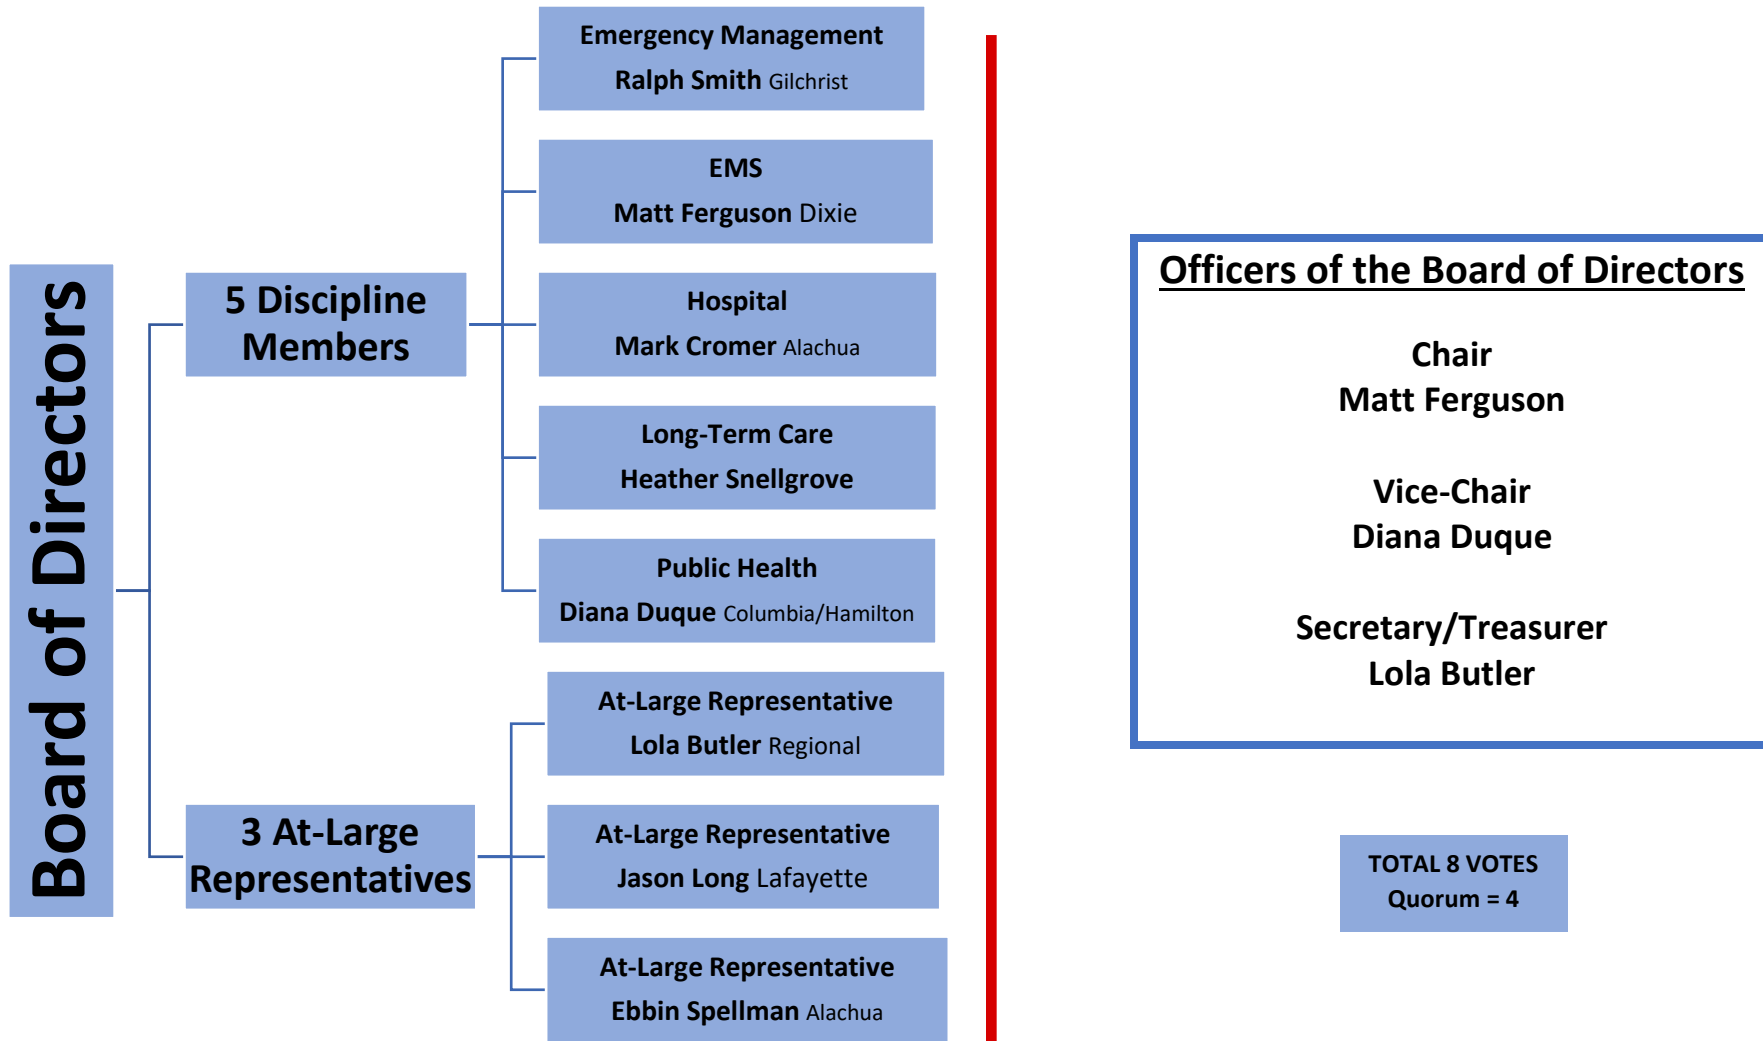 Board of Directors
5 Discipline
Members
Emergency Management
Ralph Smith Gilchrist
EMS
Matt Ferguson Dixie
Hospital
Mark Cromer Alachua
Long-Term Care
Heather Snellgrove
Public Health
Diana Duque Columbia/Hamilton
3 At-Large
Representatives
At-Large Representative
Lola Butler Regional
At-Large Representative
Jason Long Lafayette
At-Large Representative
Ebbin Spellman Alachua
Officers of the Board of Directors
Chair
Matt Ferguson
Vice-Chair
Diana Duque
Secretary/Treasurer
Lola Butler
TOTAL 8 VOTES
Quorum = 4